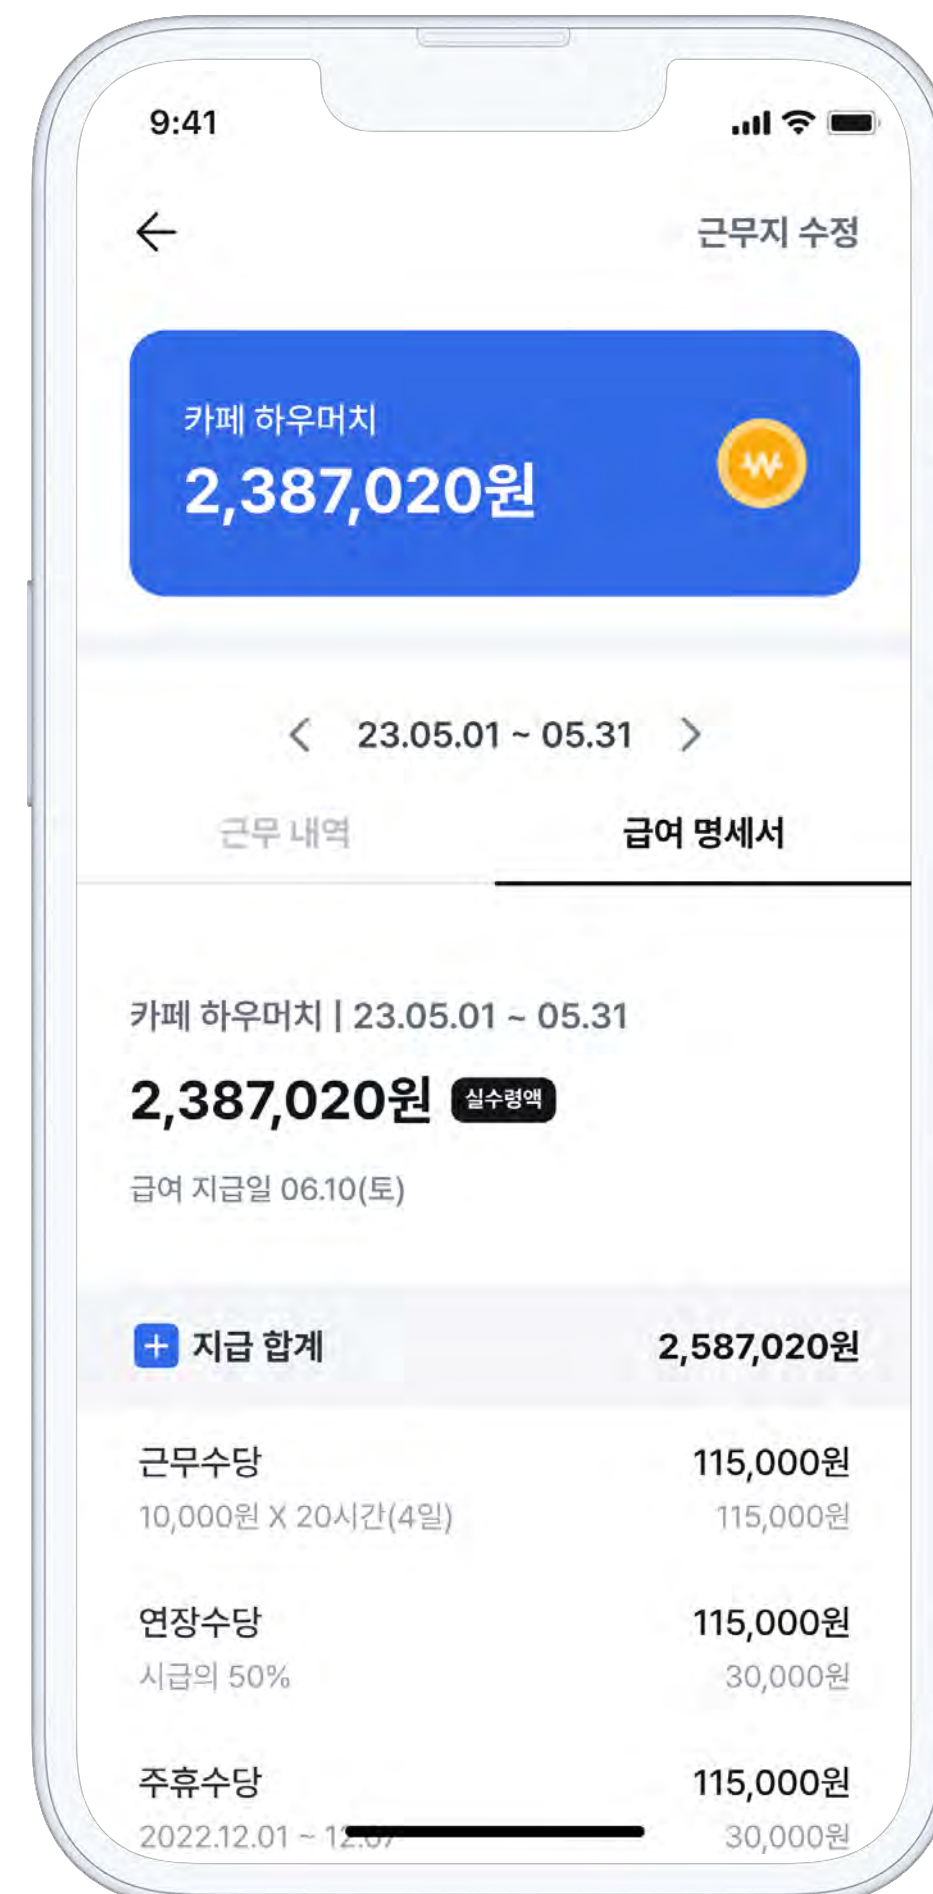 9:41
근무지 수정
카페 하우머치
2,387,020원
W
23.05.01 ~ 05.31
근무 내역 급여 명세서
카페 하우머치 | 23.05.01 ~ 05.31
2,387,020원 실수령액
급여 지급일 06.10(토)
지급 합계 2,587,020원
근무수당 115,000원
10,000원 X 20시간(4일) 115,000원
연장수당 115,000원
시급의 50% 30,000원
주휴수당 115,000원
2022.12.01 ~ 12.07 30,000원